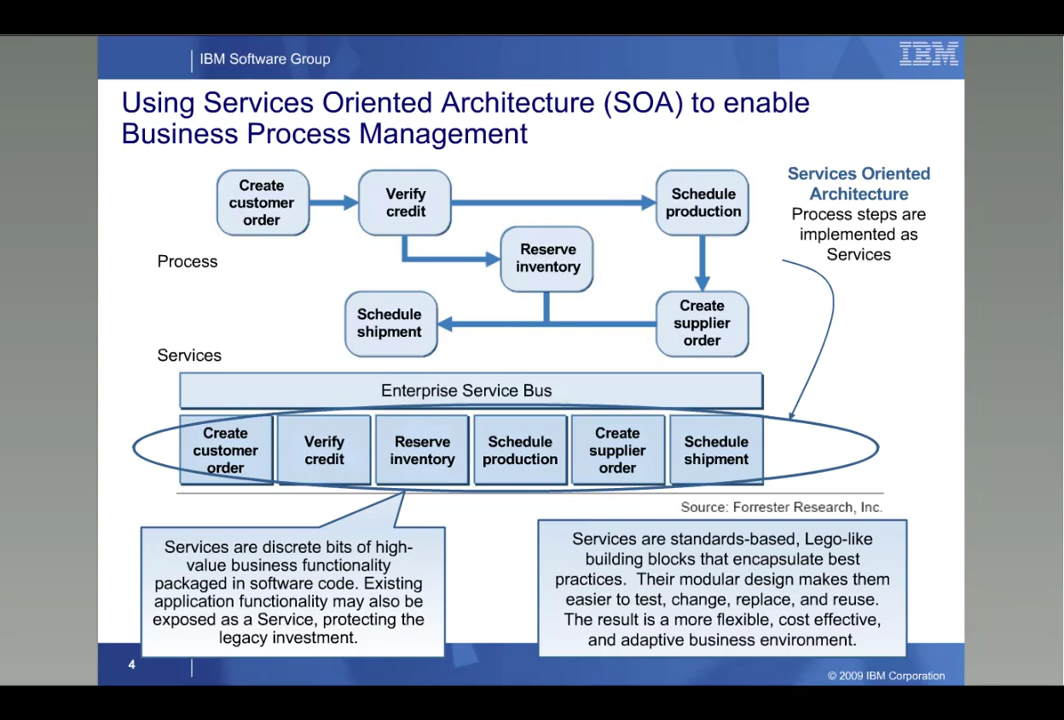 IBM Software Group
IBM
Using Services Oriented Architecture (SOA) to enable
Business Process Management
Create
customer
order
Verify
credit
Schedule
production
Services Oriented
Architecture
Process steps are
implemented as
Services
Reserve
inventory
Process
Schedule
shipment
Create
supplier
order
Services
Enterprise Service Bus
Create
customer
order
Verify
credit
Reserve
inventory
Schedule
production
Create
supplier
order
Schedule
shipment
Source: Forrester Research, Inc.
Services are discrete bits of high-
value business functionality
packaged in software code. Existing
application functionality may also be
exposed as a Service, protecting the
legacy investment.
Services are standards-based, Lego-like
building blocks that encapsulate best
practices. Their modular design makes them
easier to test, change, replace, and reuse.
The result is a more flexible, cost effective,
and adaptive business environment.
4
© 2009 IBM Corporation